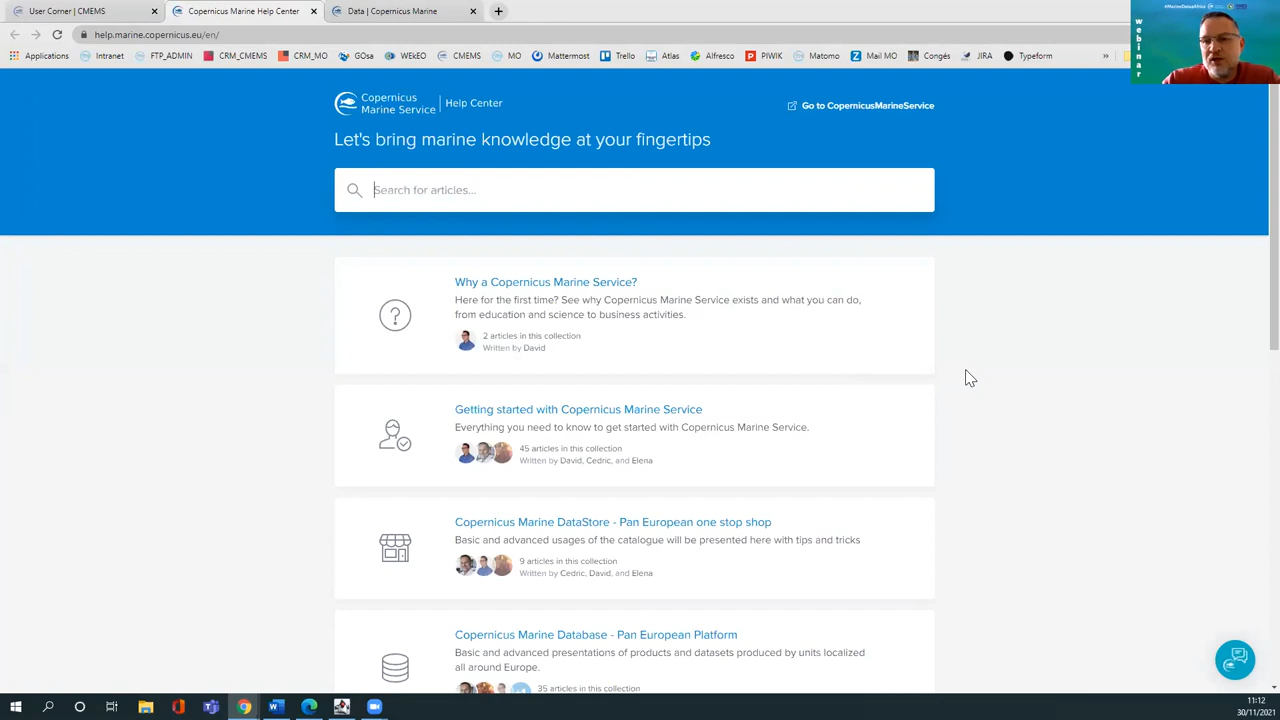 User Corner | CMEMS
Copernicus Marine Help Center
Data | Copernicus Marine
help.marine.copernicus.eu/en/
Applications
Intranet
FTP_ADMIN
CRM_CMEMS
CRM_MO
GOsa
WEkEO
CMEMS
MO
Mattermost
Trello
Atlas
Alfresco
PIWIK
Matomo
Mail MO
Congés
JIRA
Typeform
»
#MarineDataAfrica
webinar
Copernicus
Marine Service
Help Center
Go to CopernicusMarineService
Let's bring marine knowledge at your fingertips
Search for articles...
Why a Copernicus Marine Service?
Here for the first time? See why Copernicus Marine Service exists and what you can do,
from education and science to business activities.
2 articles in this collection
Written by David
Getting started with Copernicus Marine Service
Everything you need to know to get started with Copernicus Marine Service.
45 articles in this collection
Written by David, Cedric, and Elena
Copernicus Marine DataStore - Pan European one stop shop
Basic and advanced usages of the catalogue will be presented here with tips and tricks
9 articles in this collection
Written by Cedric, David, and Elena
Copernicus Marine Database - Pan European Platform
Basic and advanced presentations of products and datasets produced by units localized
all around Europe.
35 articles in this collection
11:12
30/11/2021